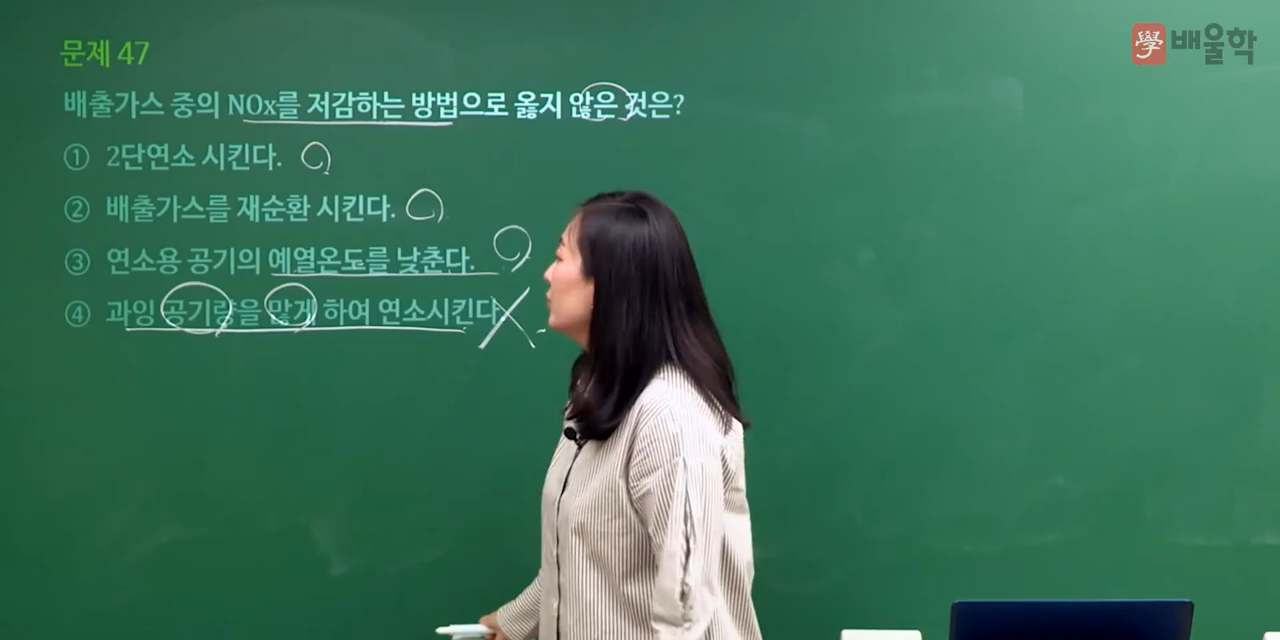 문제 47
學 배울학
배출가스 중의 NOx를 저감하는 방법으로 옳지 않은 것은?
① 2단연소 시킨다.
② 배출가스를 재순환 시킨다.
③ 연소용 공기의 예열온도를 낮춘다.
④ 과잉 공기량을 많게 하여 연소시킨다.